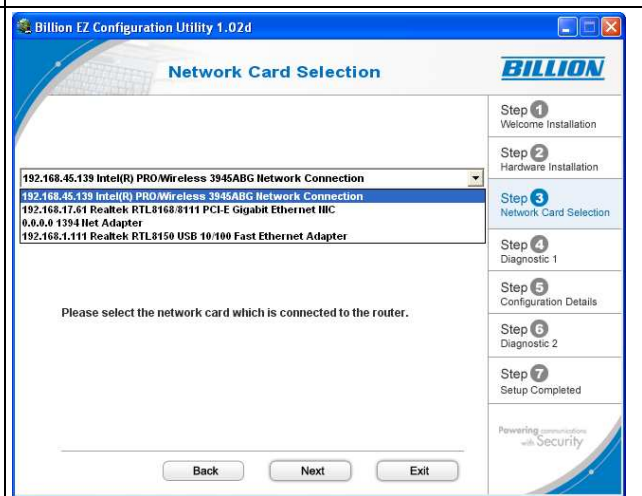 Billion EZ Configuration Utility 1.02d
Network Card Selection
BILLION
192.168.45.139 Intel(R) PRO/Wireless 3945ABG Network Connection
192.168.45.139 Intel(R) PRO/Wireless 3945ABG Network Connection
192.168.17.61 Realtek RTL8168/8111 PCI-E Gigabit Ethernet NIC
0.0.0.0 1394 Net Adapter
192.168.1.111 Realtek RTL8150 USB 10/100 Fast Ethernet Adapter
Please select the network card which is connected to the router.
Back
Next
Exit
Step 1
Welcome Installation
Step 2
Hardware Installation
Step 3
Network Card Selection
Step 4
Diagnostic 1
Step 5
Configuration Details
Step 6
Diagnostic 2
Step 7
Setup Completed
Powering communications
with Security